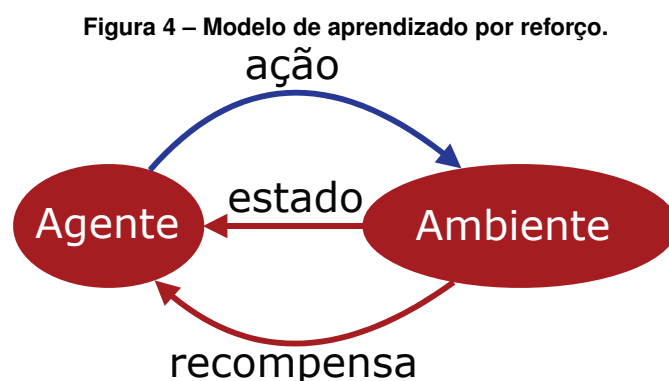 Figura 4 – Modelo de aprendizado por reforço.
ação
estado
Agente
Ambiente
recompensa